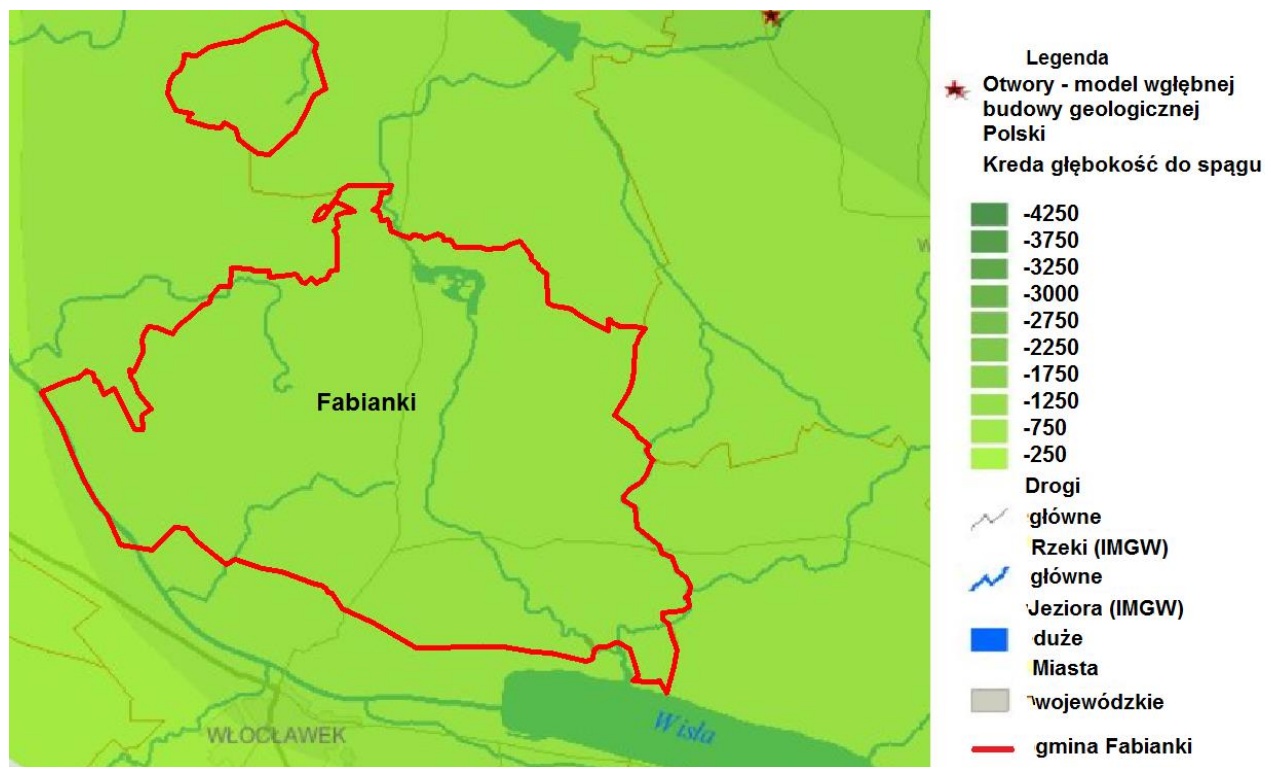 Fabianki
WŁOCŁAWEK
Wisła
W
Legenda
Otwory - model wgłębnej
budowy geologicznej
Polski
Kreda głębokość do spągu
-4250
-3750
-3250
-3000
-2750
-2250
-1750
-1250
-750
-250
Drogi
główne
Rzeki (IMGW)
główne
Jeziora (IMGW)
duże
Miasta
wojewódzkie
gmina Fabianki